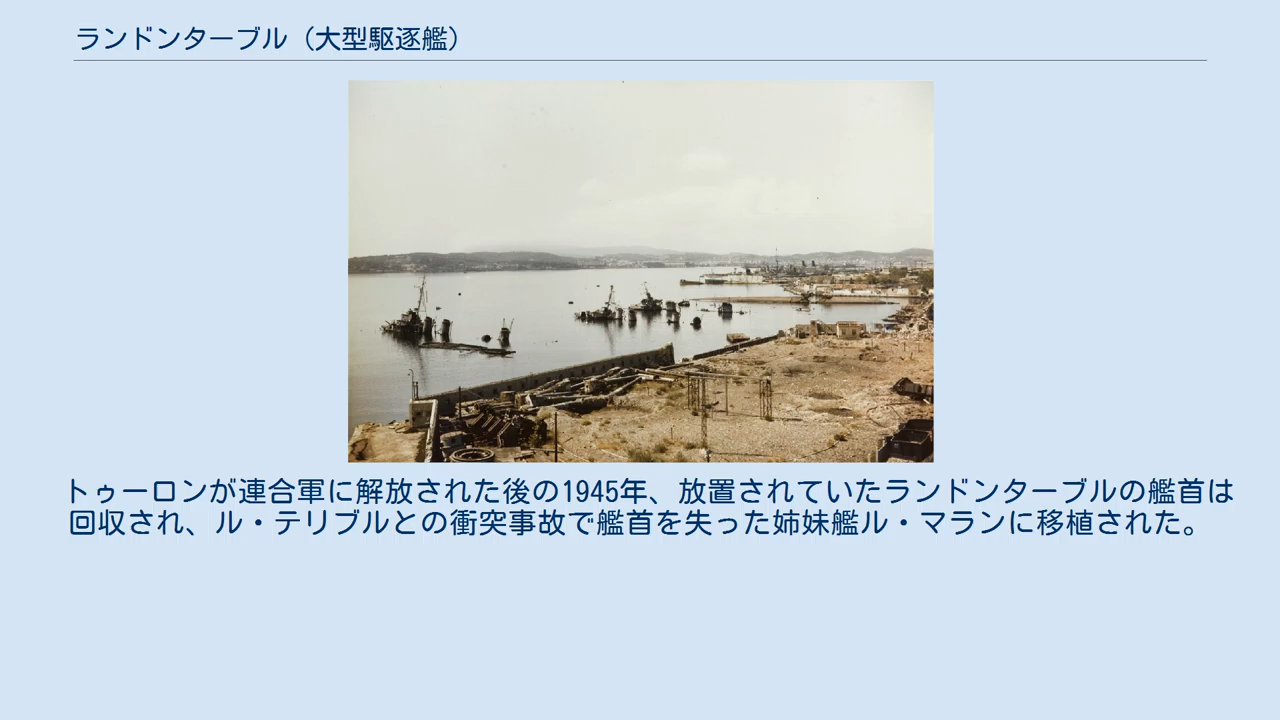 ランドンターブル（大型駆逐艦）
トゥーロンが連合軍に解放された後の1945年、放置されていたランドンターブルの艦首は
回収され、ル・テリブルとの衝突事故で艦首を失った姉妹艦ル・マランに移植された。